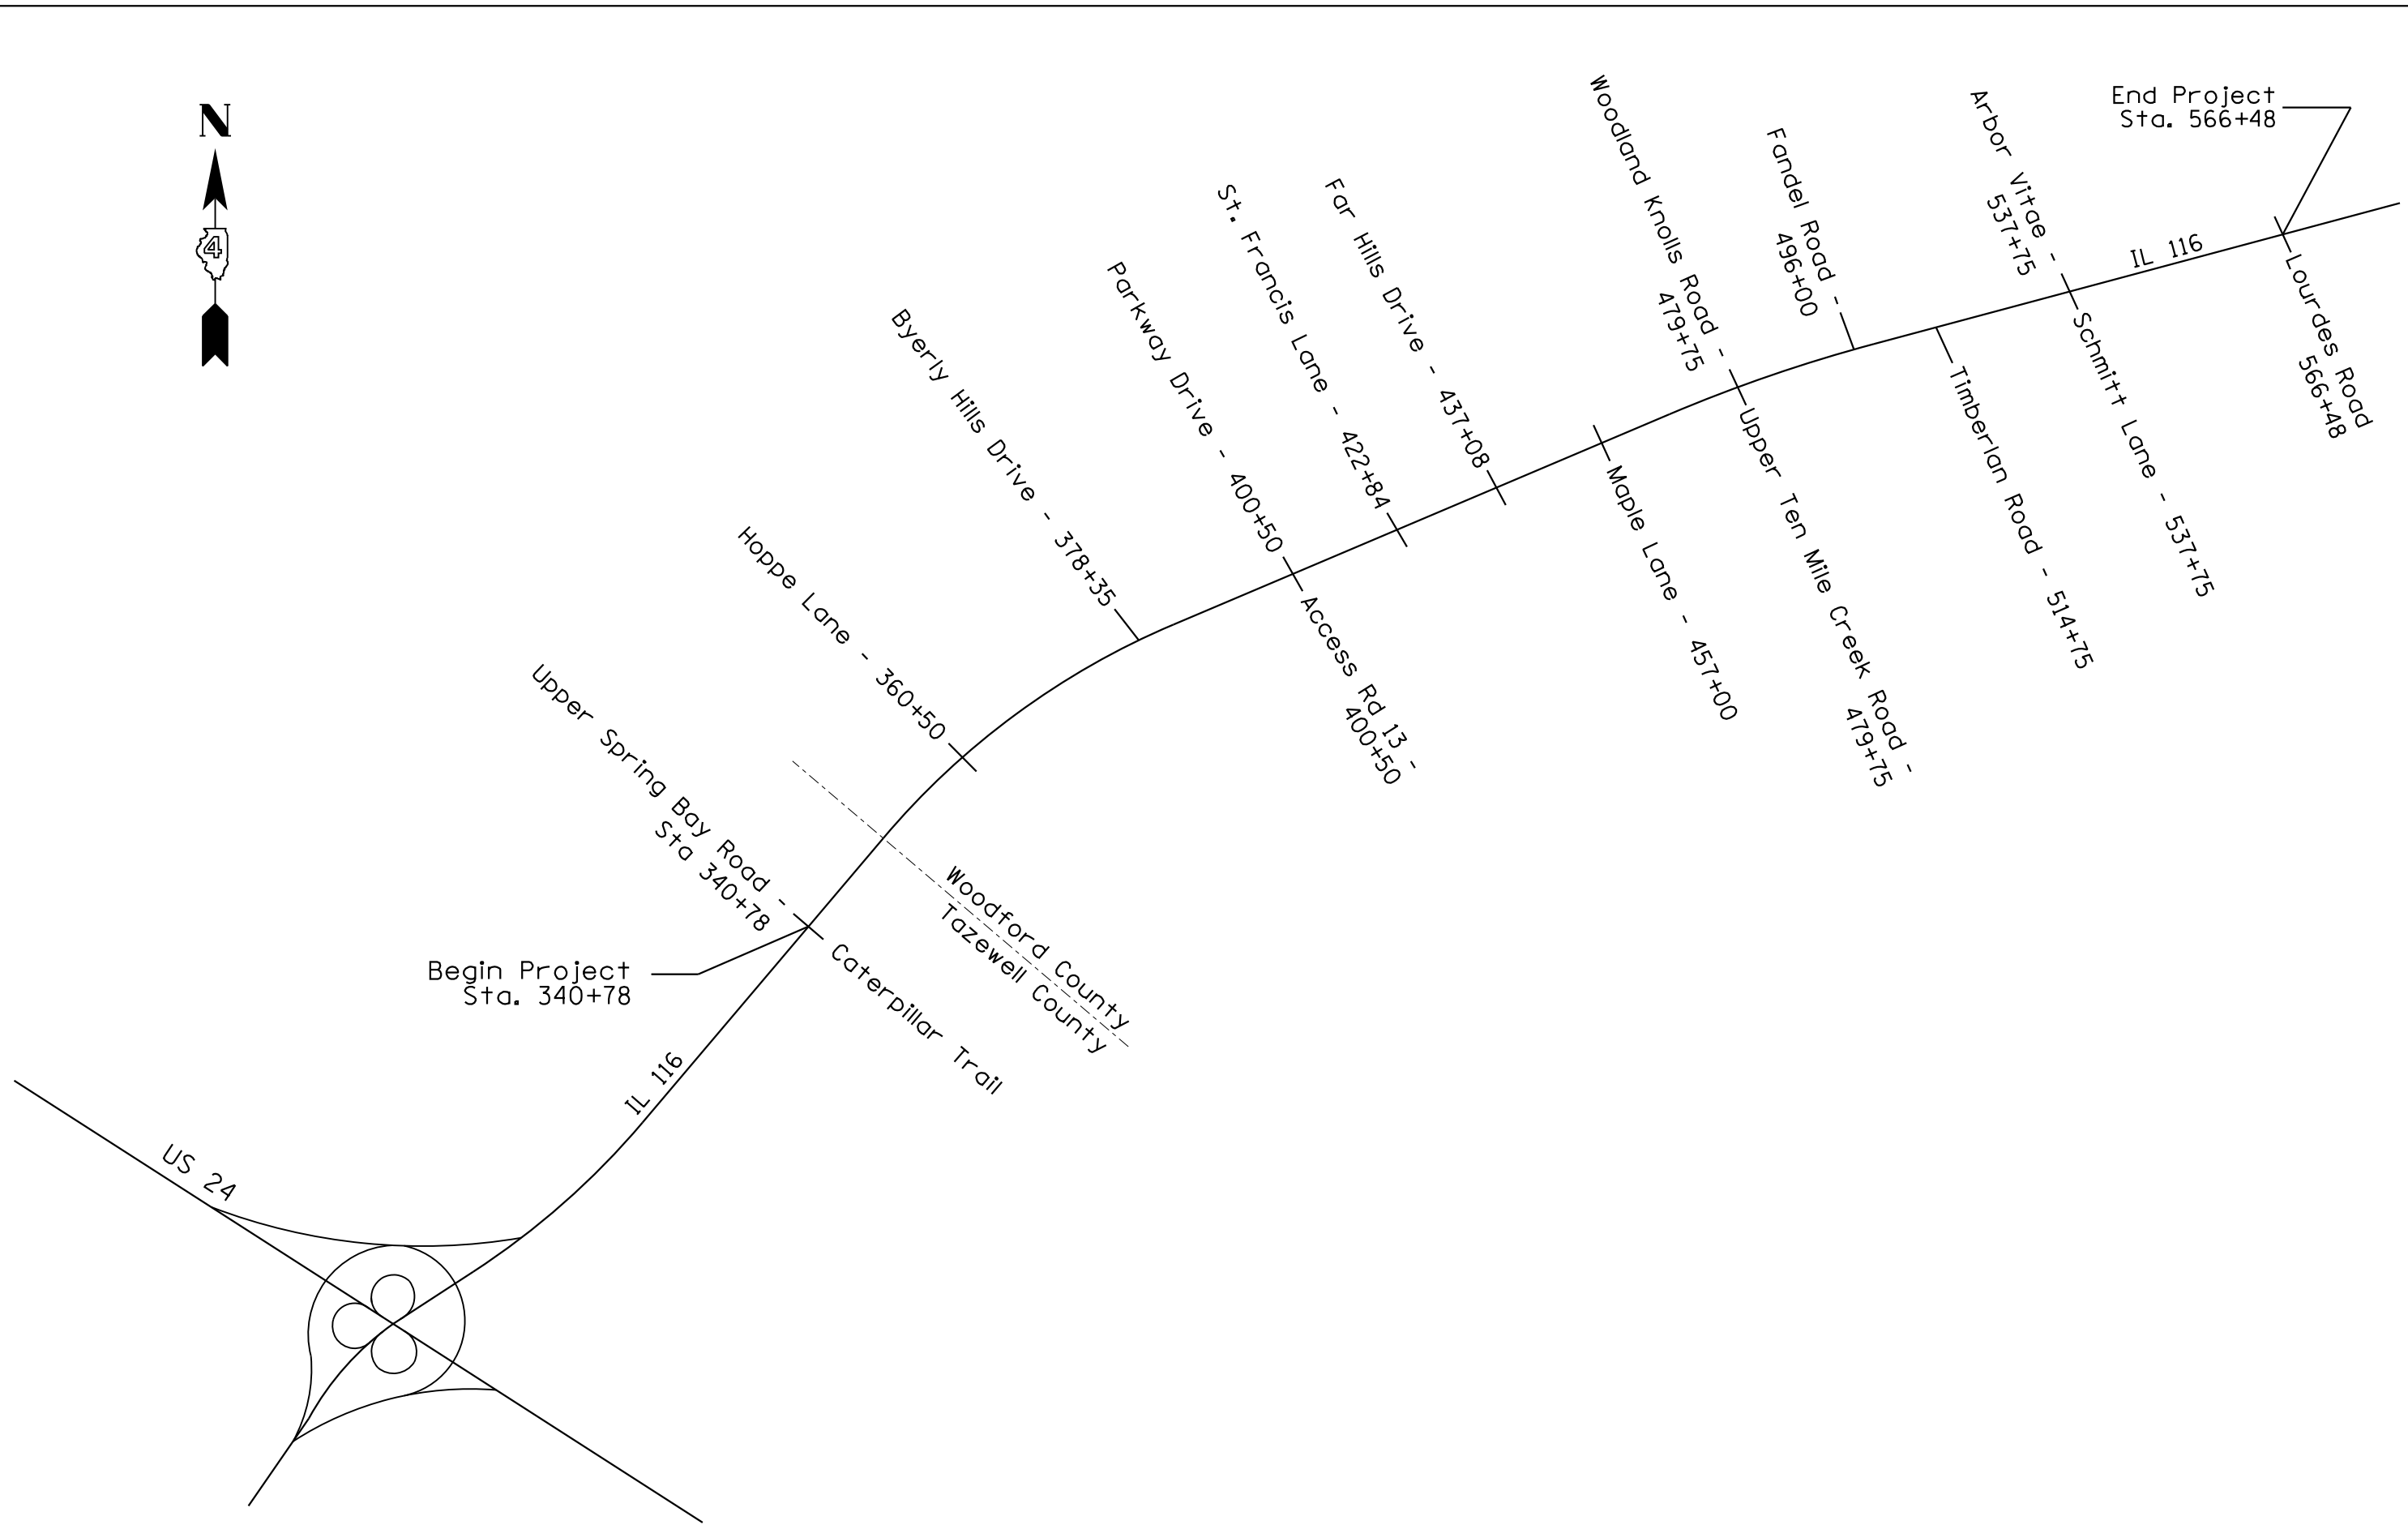 N
4
End Project
Sta. 566+48
Woodland Knolls Road -
479+75
Fandel Road -
496+00
Arbor Vitae -
537+75
IL 116
Lourdes Road
566+48
Far Hills Drive - 437+08
St. Francis Lane - 422+84
Parkway Drive - 400+50
Byerly Hills Drive - 378+35
Hoppe Lane - 360+50
Upper Spring Bay Road -
Sta 340+78
Schmitt Lane - 537+75
Timberlan Road - 514+75
Upper Ten Mile Creek Road -
479+75
Maple Lane - 457+00
Access Rd 13 -
400+50
Woodford County
Tazewell County
Begin Project
Sta. 340+78
Caterpillar Trail
IL 116
US 24